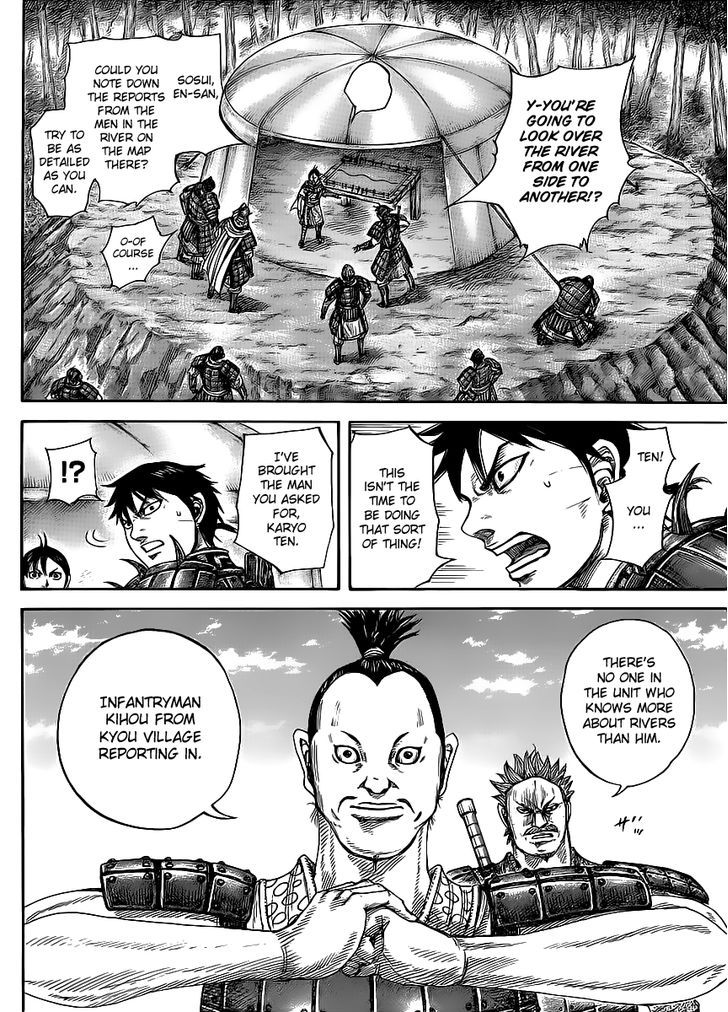 Y-YOU'RE
GOING TO
LOOK OVER
THE RIVER
FROM ONE
SIDE TO
ANOTHER!?
SOSUI,
EN-SAN,
COULD YOU
NOTE DOWN
THE REPORTS
FROM THE
MEN IN THE
RIVER ON
THE MAP
THERE?
TRY TO
BE AS
DETAILED
AS YOU
CAN.
O-OF
COURSE
...
TEN!
YOU
...
THIS
ISN'T THE
TIME TO
BE DOING
THAT SORT
OF THING!
I'VE
BROUGHT
THE MAN
YOU ASKED
FOR,
KARYO
TEN.
!?
THERE'S
NO ONE IN
THE UNIT WHO
KNOWS MORE
ABOUT RIVERS
THAN HIM.
INFANTRYMAN
KIHOU FROM
KYOU VILLAGE
REPORTING IN.
ザッ